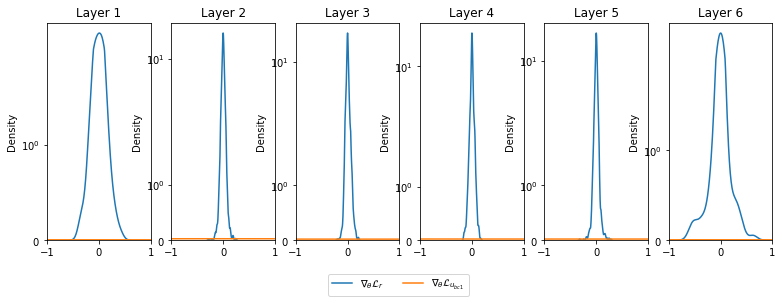 Layer 1 Layer 2 Layer 3 Layer 4 Layer 5 Layer 6
Density Density Density Density Density Density
10¹ 10¹ 10¹ 10¹
10⁰ 10⁰ 10⁰ 10⁰ 10⁰ 10⁰
0 0 0 0 0 0
−1 0 1 −1 0 1 −1 0 1 −1 0 1 −1 0 1 −1 0 1
∇θℒr ∇θℒu_bc1